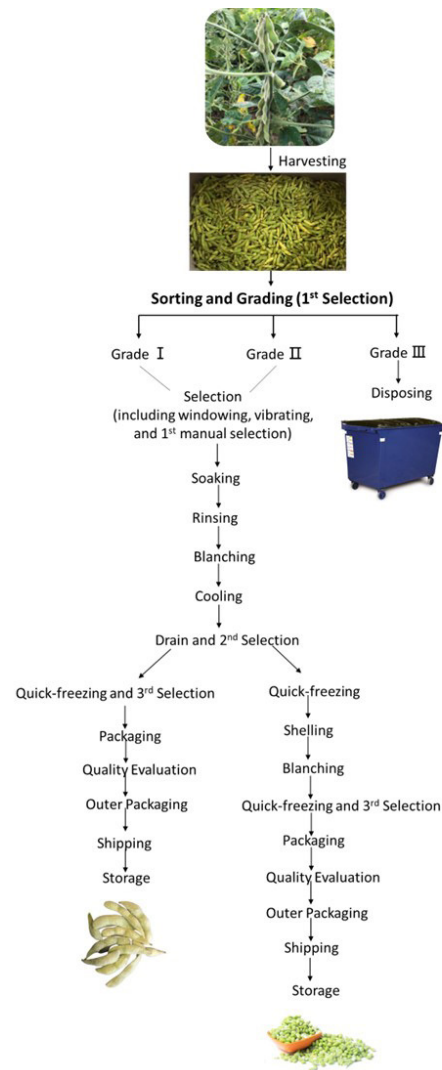 Harvesting
Sorting and Grading (1st Selection)
Grade Ⅰ
Grade Ⅱ
Grade Ⅲ
Disposing
Selection
(including windowing, vibrating,
and 1st manual selection)
Soaking
Rinsing
Blanching
Cooling
Drain and 2nd Selection
Quick-freezing and 3rd Selection
Packaging
Quality Evaluation
Outer Packaging
Shipping
Storage
Quick-freezing
Shelling
Blanching
Quick-freezing and 3rd Selection
Packaging
Quality Evaluation
Outer Packaging
Shipping
Storage